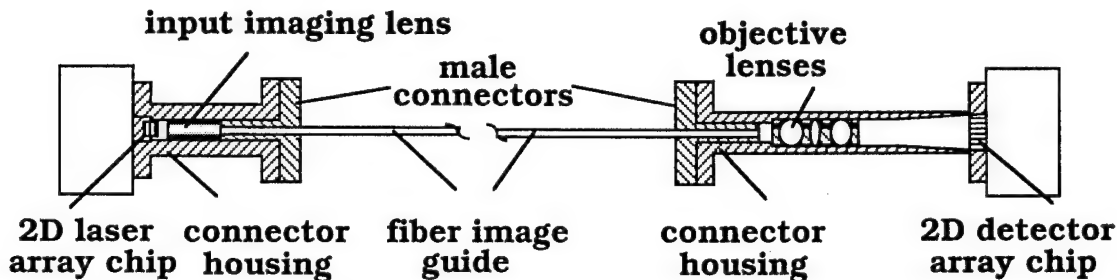 input imaging lens
male
connectors
objective
lenses
2D laser
array chip
connector
housing
fiber image
guide
connector
housing
2D detector
array chip